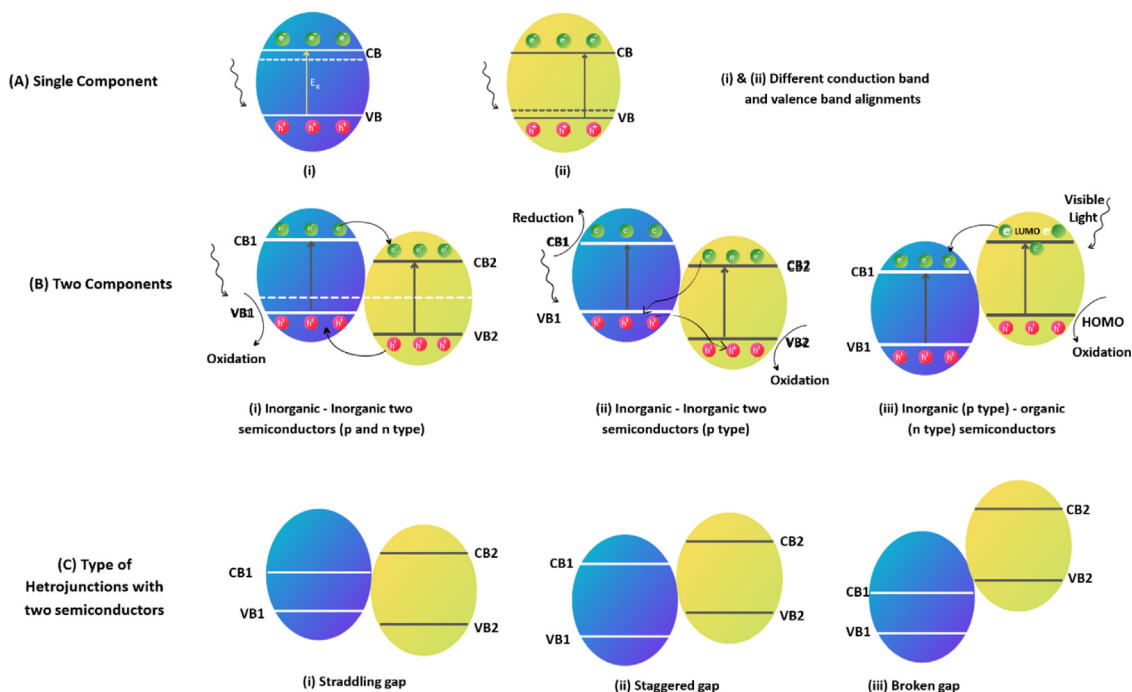 (A) Single Component
e⁻ e⁻ e⁻
CB
E_g
VB
h⁺ h⁺ h⁺
(i)
e⁻ e⁻ e⁻
CB
VB
h⁺ h⁺ h⁺
(ii)
(i) & (ii) Different conduction band
and valence band alignments
(B) Two Components
CB1
e⁻ e⁻ e⁻
e⁻ e⁻ e⁻
CB2
VB1
h⁺ h⁺ h⁺
VB2
h⁺ h⁺ h⁺
Oxidation
(i) Inorganic - Inorganic two
semiconductors (p and n type)
Reduction
CB1
e⁻ e⁻ e⁻
e⁻ e⁻ e⁻
CB2
VB1
h⁺ h⁺ h⁺
VB2
h⁺ h⁺ h⁺
Oxidation
(ii) Inorganic - Inorganic two
semiconductors (p type)
Visible
Light
e⁻ LUMO e⁻
e⁻
CB1
e⁻ e⁻ e⁻
h⁺ h⁺ h⁺
HOMO
VB1
h⁺ h⁺ h⁺
Oxidation
(iii) Inorganic (p type) - organic
(n type) semiconductors
(C) Type of
Hetrojunctions with
two semiconductors
CB2
CB1
VB1
VB2
(i) Straddling gap
CB2
CB1
VB2
VB1
(ii) Staggered gap
CB2
VB2
CB1
VB1
(iii) Broken gap